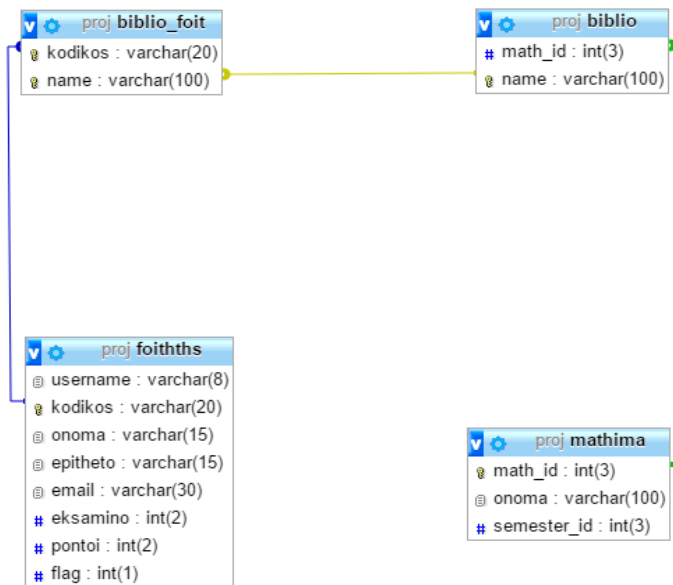 v proj biblio_foit
kodikos : varchar(20)
name : varchar(100)
v proj biblio
# math_id : int(3)
name : varchar(100)
v proj foithths
username : varchar(8)
kodikos : varchar(20)
onoma : varchar(15)
epitheto : varchar(15)
email : varchar(30)
# eksamino : int(2)
# pontoi : int(2)
# flag : int(1)
v proj mathima
math_id : int(3)
onoma : varchar(100)
# semester_id : int(3)